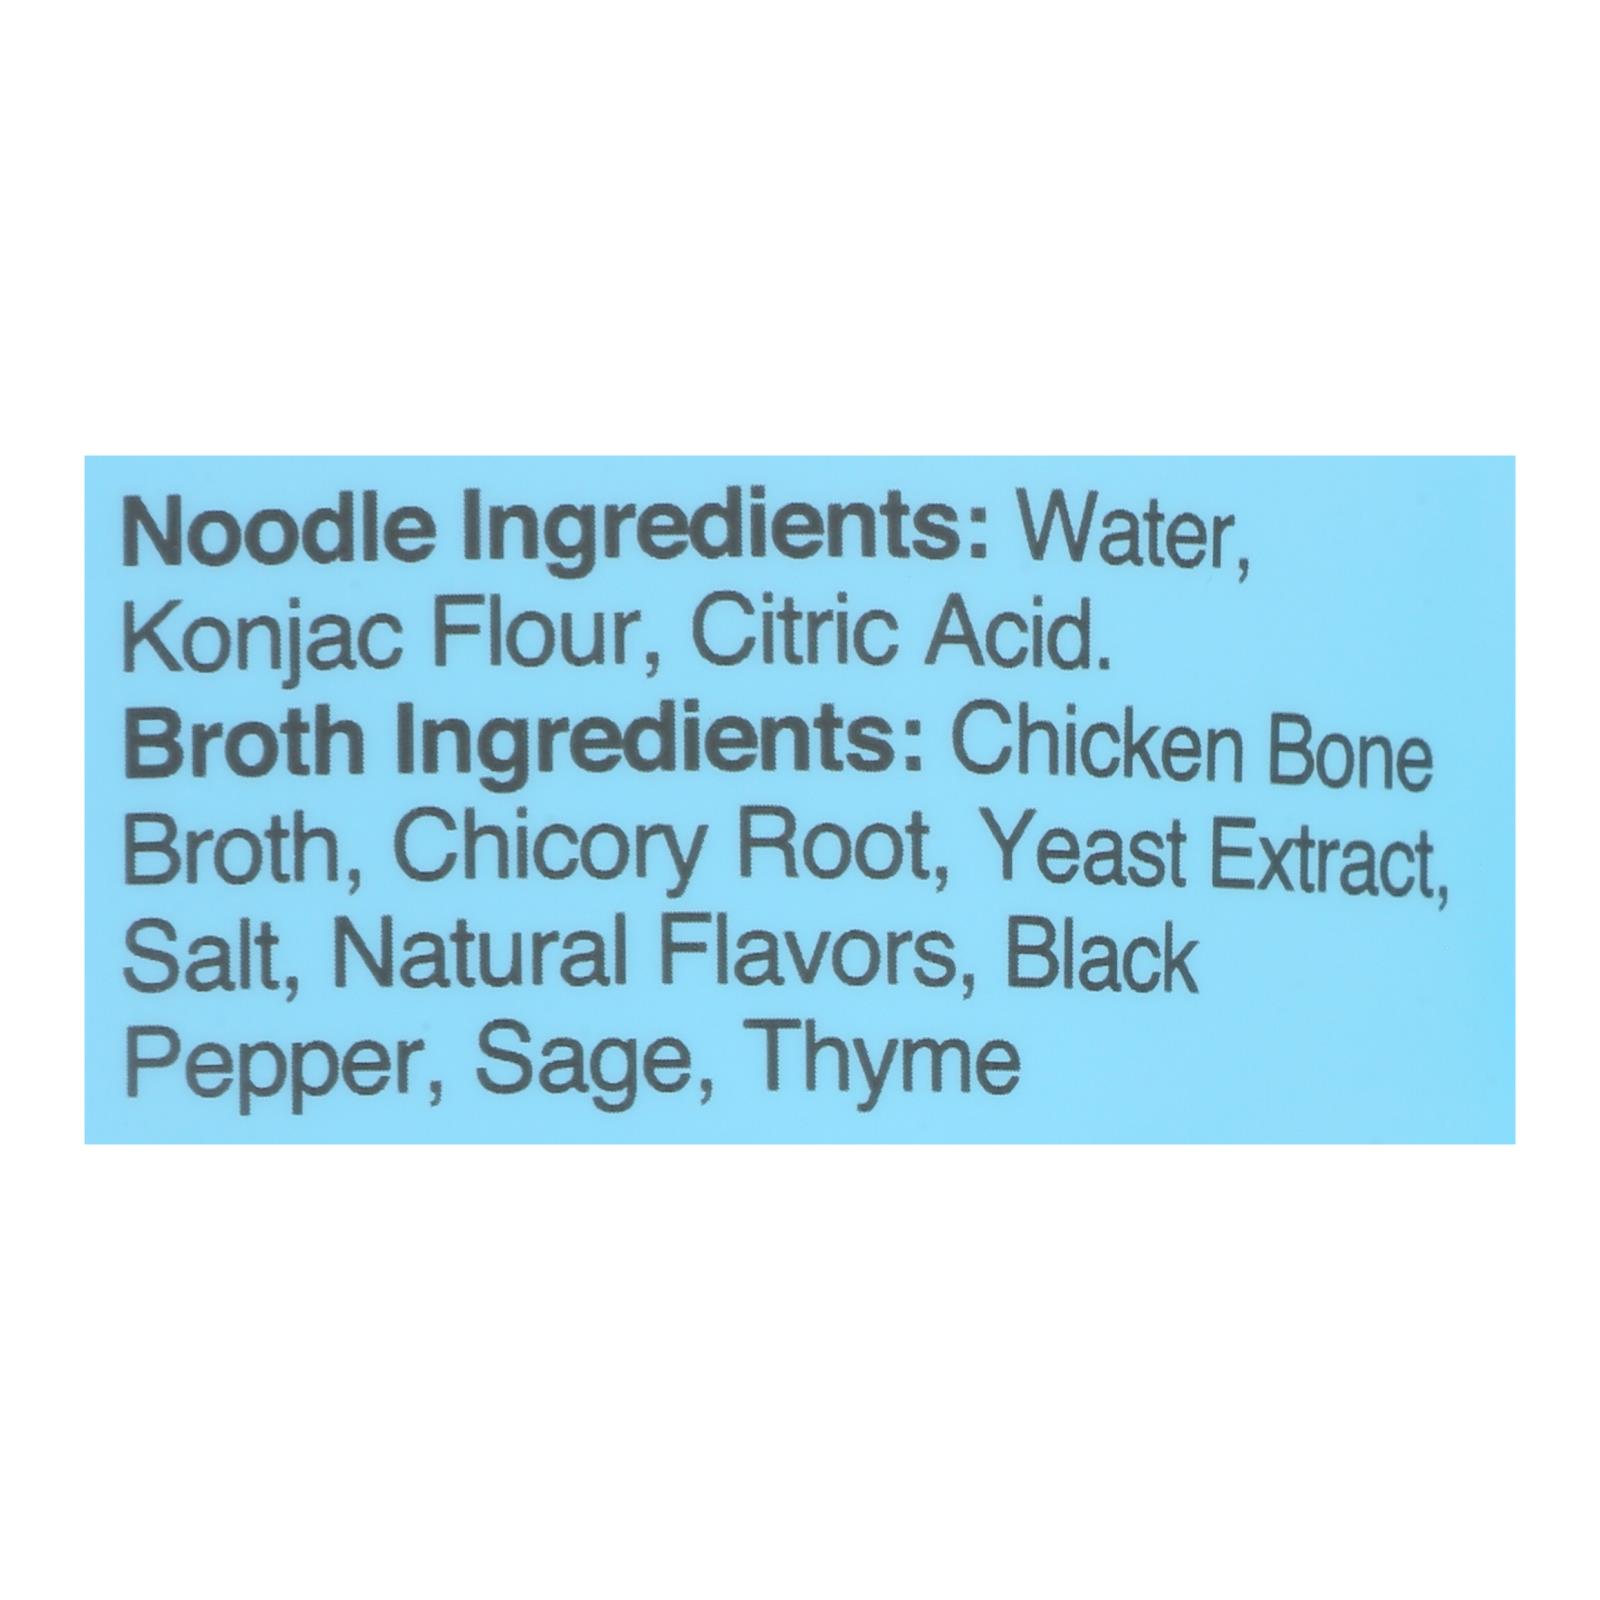 Noodle Ingredients: Water,
Konjac Flour, Citric Acid.
Broth Ingredients: Chicken Bone
Broth, Chicory Root, Yeast Extract,
Salt, Natural Flavors, Black
Pepper, Sage, Thyme